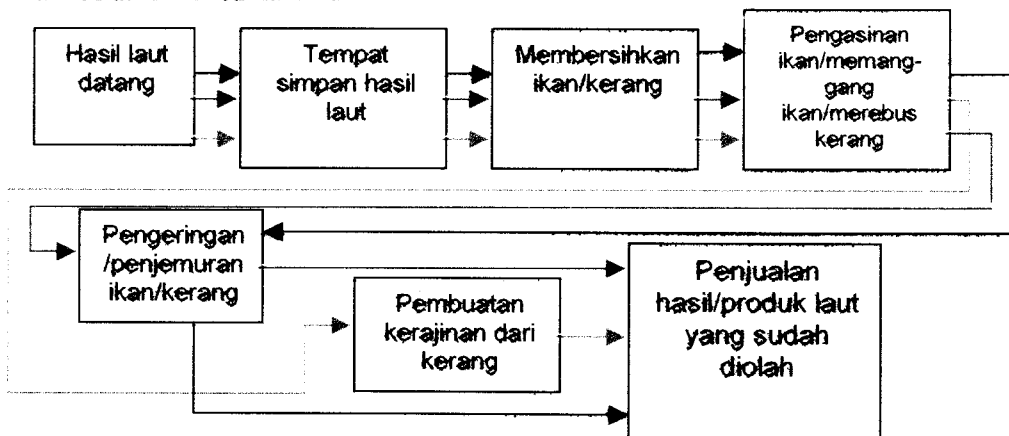 Hasil laut
datang
Tempat
simpan hasil
laut
Membersihkan
ikan/kerang
Pengasinan
ikan/memang-
gang
ikan/merebus
kerang
Pengeringan
/penjemuran
ikan/kerang
Pembuatan
kerajinan dari
kerang
Penjualan
hasil/produk laut
yang sudah
diolah